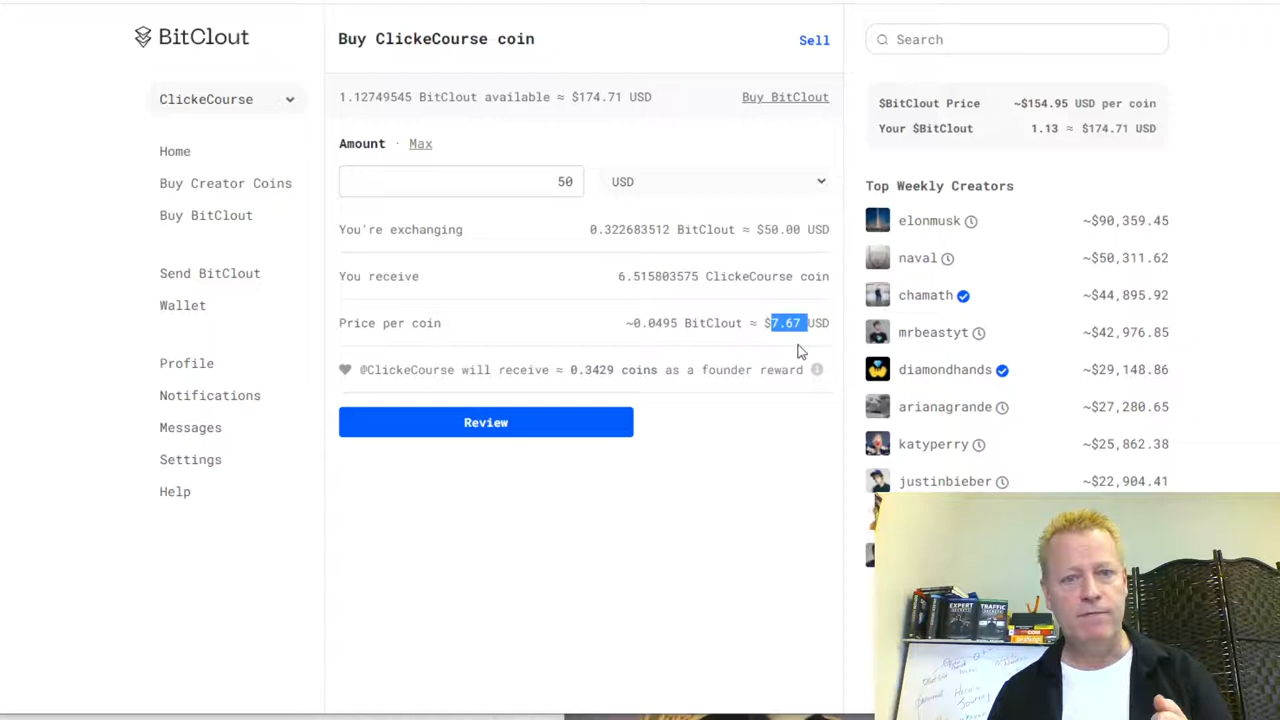 BitClout
ClickeCourse
Home
Buy Creator Coins
Buy BitClout
Send BitClout
Wallet
Profile
Notifications
Messages
Settings
Help
Buy ClickeCourse coin
Sell
1.12749545 BitClout available ≈ $174.71 USD
Buy BitClout
Amount · Max
50
USD
You're exchanging
0.322683512 BitClout ≈ $50.00 USD
You receive
6.515803575 ClickeCourse coin
Price per coin
~0.0495 BitClout ≈ $7.67 USD
@ClickeCourse will receive ≈ 0.3429 coins as a founder reward
Review
Search
$BitClout Price ~$154.95 USD per coin
Your $BitClout 1.13 ≈ $174.71 USD
Top Weekly Creators
elonmusk ~$90,359.45
naval ~$50,311.62
chamath ~$44,895.92
mrbeastyt ~$42,976.85
diamondhands ~$29,148.86
arianagrande ~$27,280.65
katyperry ~$25,862.38
justinbieber ~$22,904.41
EXPERT
SECRETS
TRAFFIC
SECRETS